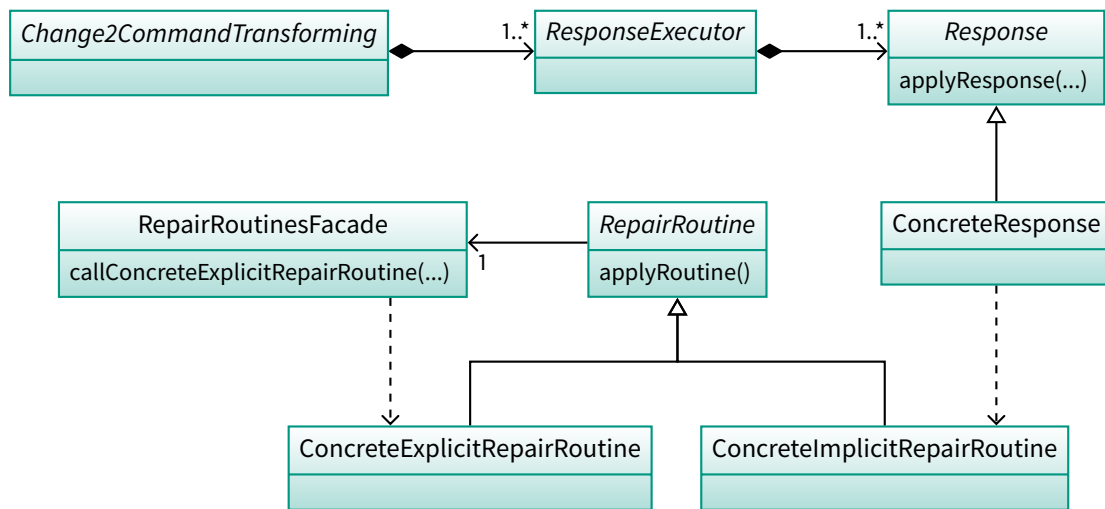 Change2CommandTransforming
1..*
ResponseExecutor
1..*
Response
applyResponse(...)
RepairRoutinesFacade
callConcreteExplicitRepairRoutine(...)
1
RepairRoutine
applyRoutine()
ConcreteResponse
ConcreteExplicitRepairRoutine
ConcreteImplicitRepairRoutine